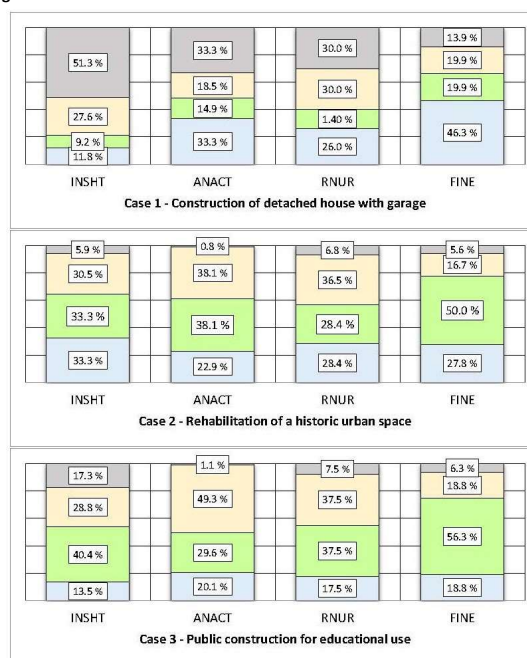 51.3 % 33.3 % 30.0 % 13.9 %
27.6 % 18.5 % 30.0 % 19.9 %
9.2 % 14.9 % 1.40 % 19.9 %
11.8 % 33.3 % 26.0 % 46.3 %
INSHT ANACT RNUR FINE
Case 1 - Construction of detached house with garage
5.9 % 0.8 % 6.8 % 5.6 %
30.5 % 38.1 % 36.5 % 16.7 %
33.3 % 38.1 % 28.4 % 50.0 %
33.3 % 22.9 % 28.4 % 27.8 %
INSHT ANACT RNUR FINE
Case 2 - Rehabilitation of a historic urban space
17.3 % 1.1 % 7.5 % 6.3 %
28.8 % 49.3 % 37.5 % 18.8 %
40.4 % 29.6 % 37.5 % 56.3 %
13.5 % 20.1 % 17.5 % 18.8 %
INSHT ANACT RNUR FINE
Case 3 - Public construction for educational use